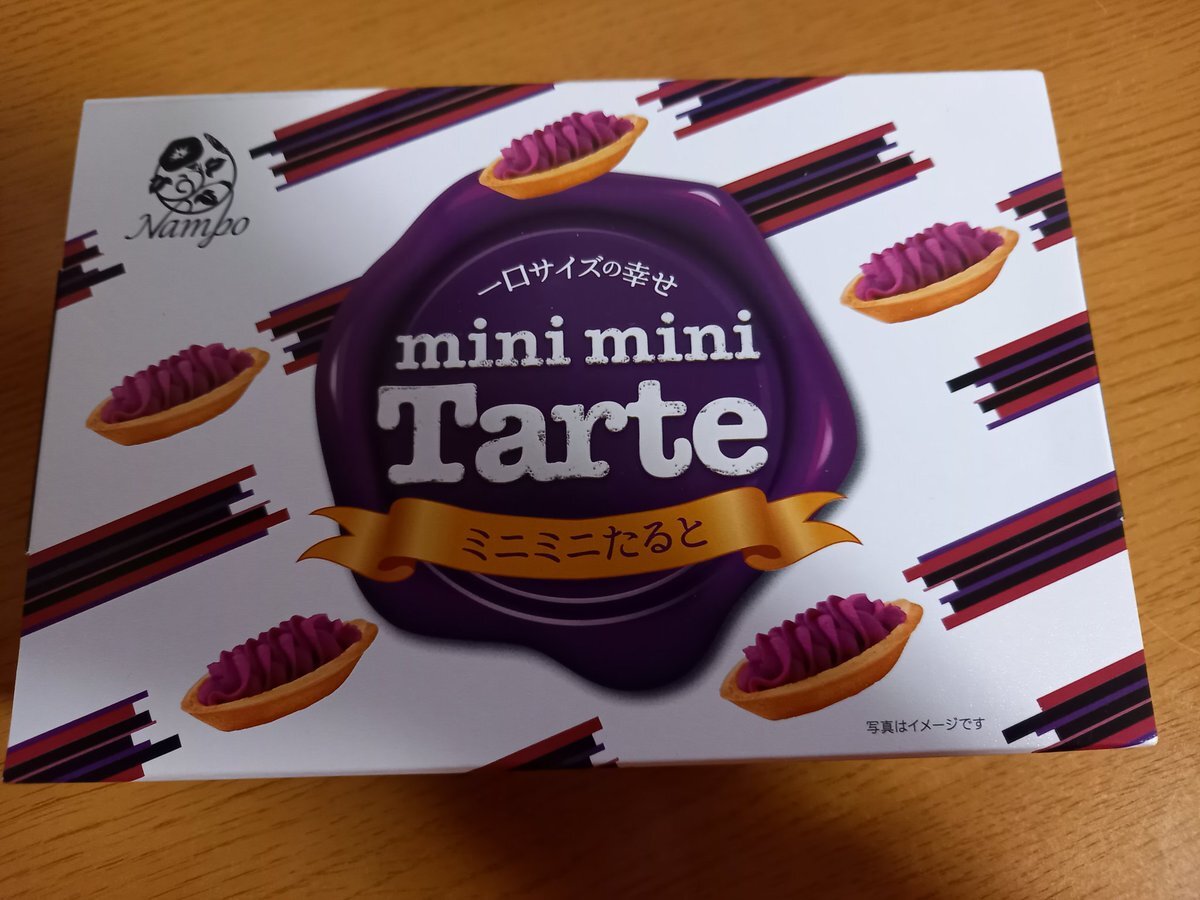 Nampo
一口サイズの幸せ
mini mini
Tarte
ミニミニたると
写真はイメージです